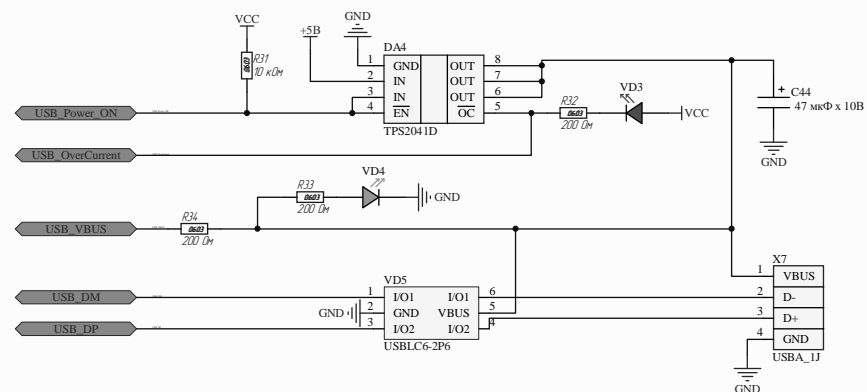 VCC
GND
+5В
DA4
R31
0603
10 кОм
1 GND OUT 8
2 IN OUT 7
3 IN OUT 6
4 EN OC 5
TPS2041D
R32
0603
200 Ом
VD3
VCC
+
C44
47 мкФ х 10В
GND
USB_Power_ON
USB_OverCurrent
R33
0603
200 Ом
VD4
GND
USB_VBUS
R34
0603
200 Ом
X7
1 VBUS
2 D-
3 D+
4 GND
USBA_1J
GND
VD5
1 I/O1 I/O1 6
GND 2 GND VBUS 5
3 I/O2 I/O2 4
USBLC6-2P6
USB_DM
USB_DP